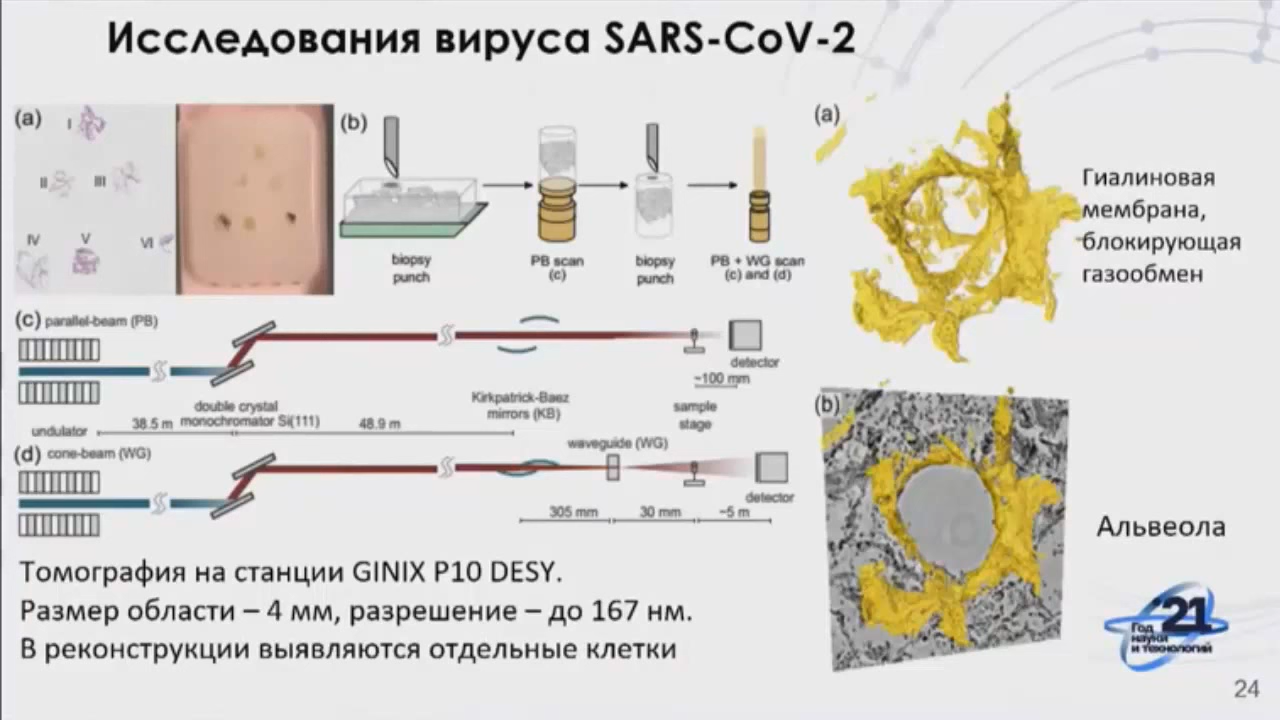 Исследования вируса SARS-CoV-2
(a)
I
II
III
IV
V
VI
(b)
biopsy
punch
PB scan
(c)
biopsy
punch
PB + WG scan
(c) and (d)
(c) parallel-beam (PB)
undulator
38.5 m
double crystal
monochromator Si(111)
48.9 m
Kirkpatrick-Baez
mirrors (KB)
sample
stage
detector
~100 mm
(d) cone-beam (WG)
waveguide (WG)
detector
305 mm
30 mm
~5 m
Томография на станции GINIX P10 DESY.
Размер области – 4 мм, разрешение – до 167 нм.
В реконструкции выявляются отдельные клетки
(a)
Гиалиновая
мембрана,
блокирующая
газообмен
(b)
Альвеола
'21
Год
науки
и технологий
24